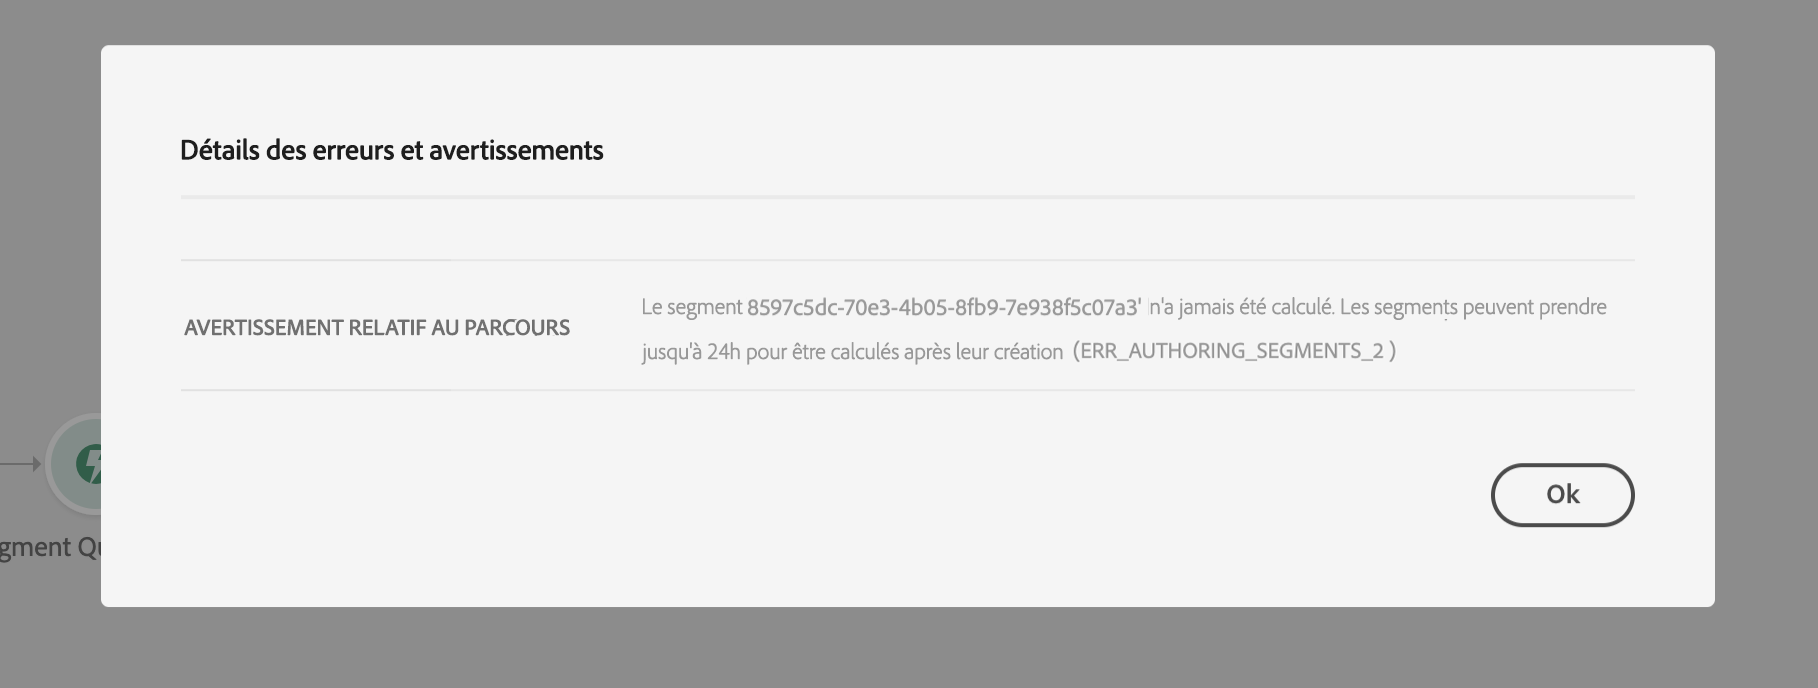 Détails des erreurs et avertissements
AVERTISSEMENT RELATIF AU PARCOURS
Le segment 8597c5dc-70e3-4b05-8fb9-7e938f5c07a3' n'a jamais été calculé. Les segments peuvent prendre
jusqu'à 24h pour être calculés après leur création (ERR_AUTHORING_SEGMENTS_2 )
Ok
gment Qu